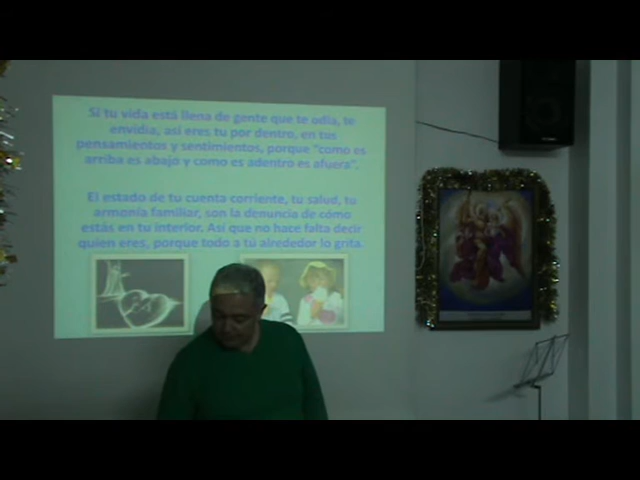 Si tu vida está llena de gente que te odia, te
envidia, así eres tu por dentro, en tus
pensamientos y sentimientos, porque "como es
arriba es abajo y como es adentro es afuera".
El estado de tu cuenta corriente, tu salud, tu
armonía familiar, son la denuncia de cómo
estás en tu interior. Así que no hace falta decir
quien eres, porque todo a tú alrededor lo grita.